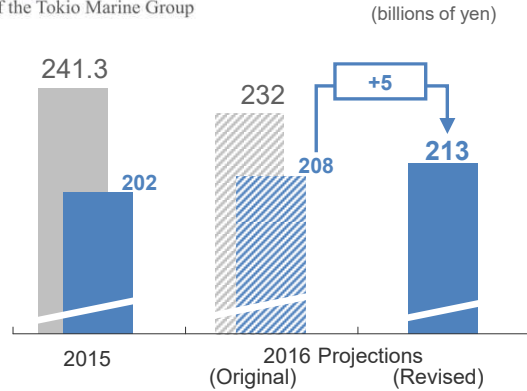 f the Tokio Marine Group
(billions of yen)
241.3
232
+5
202
208
213
2015
2016 Projections
(Original)
(Revised)